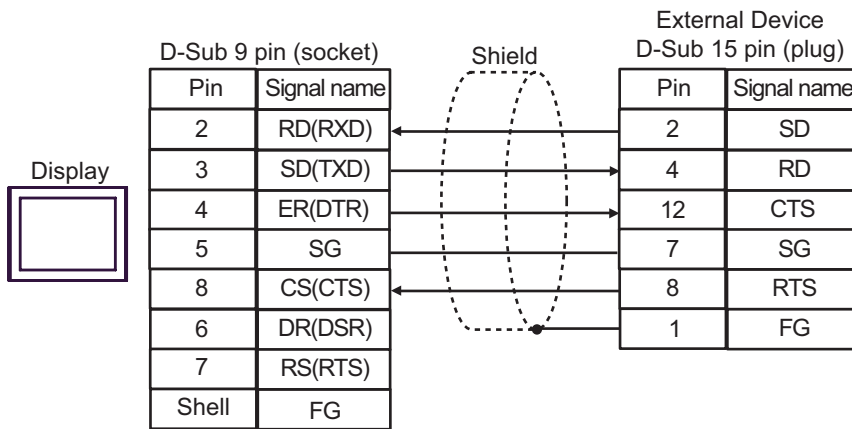 External Device
D-Sub 9 pin (socket) Shield D-Sub 15 pin (plug)
Pin Signal name Pin Signal name
2 RD(RXD) 2 SD
Display 3 SD(TXD) 4 RD
4 ER(DTR) 12 CTS
5 SG 7 SG
8 CS(CTS) 8 RTS
6 DR(DSR) 1 FG
7 RS(RTS)
Shell FG